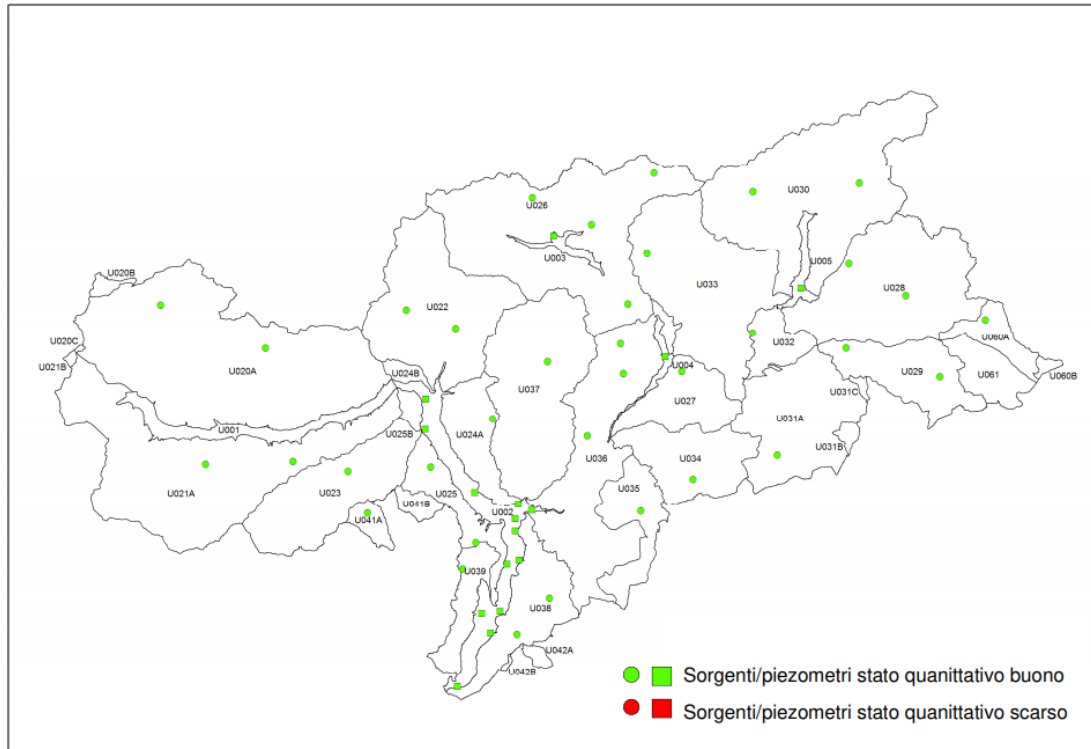 U030
U026
U005
U003
U020B
U033
U028
U022
U020C
U060A
U032
U021B
U020A
U024B
U037
U004
U029
U061
U060B
U027
U031C
U031A
U001
U025B
U024A
U031B
U036
U034
U021A
U023
U025
U035
U041B
U002
U041A
U039
U038
U042A
U042B
Sorgenti/piezometri stato quanittativo buono
Sorgenti/piezometri stato quanittativo scarso